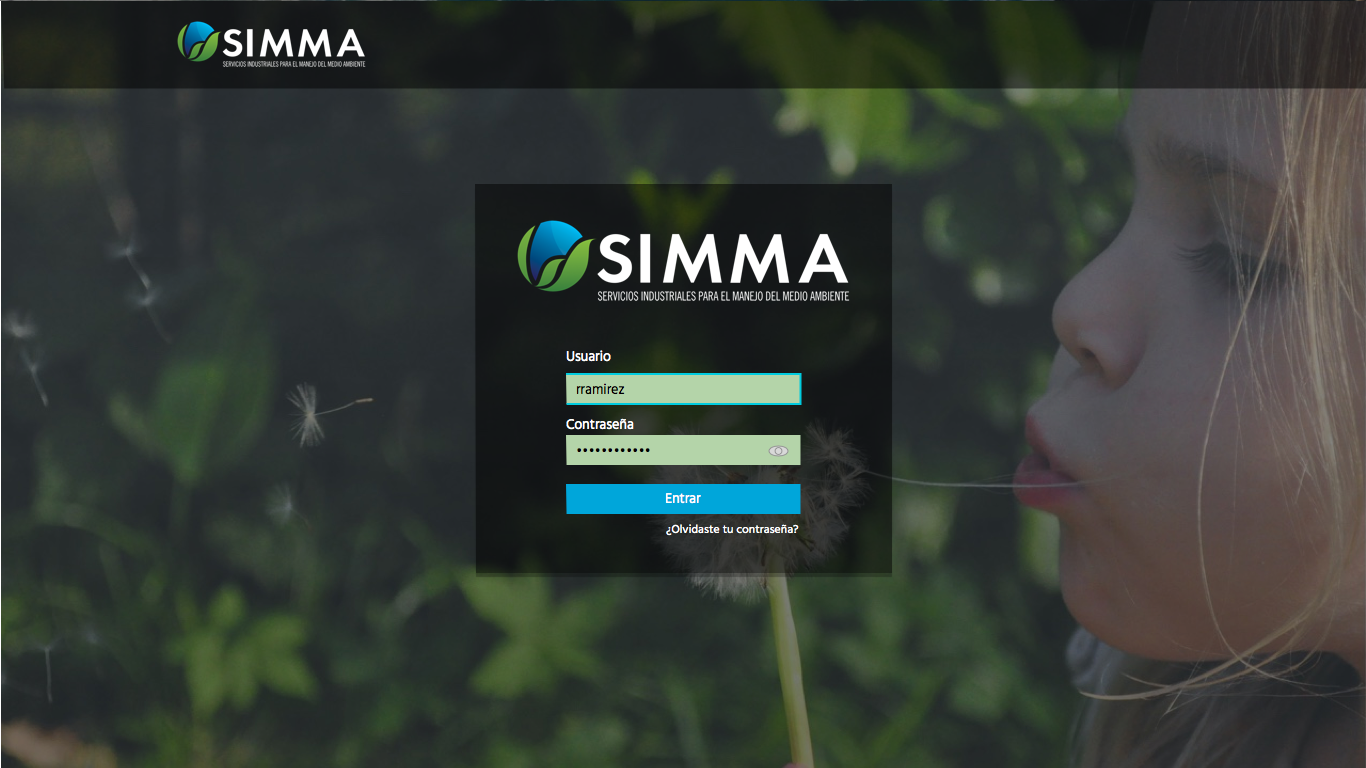 SIMMA
SERVICIOS INDUSTRIALES PARA EL MANEJO DEL MEDIO AMBIENTE
SIMMA
SERVICIOS INDUSTRIALES PARA EL MANEJO DEL MEDIO AMBIENTE
Usuario
rramirez
Contraseña
••••••••••••
Entrar
¿Olvidaste tu contraseña?